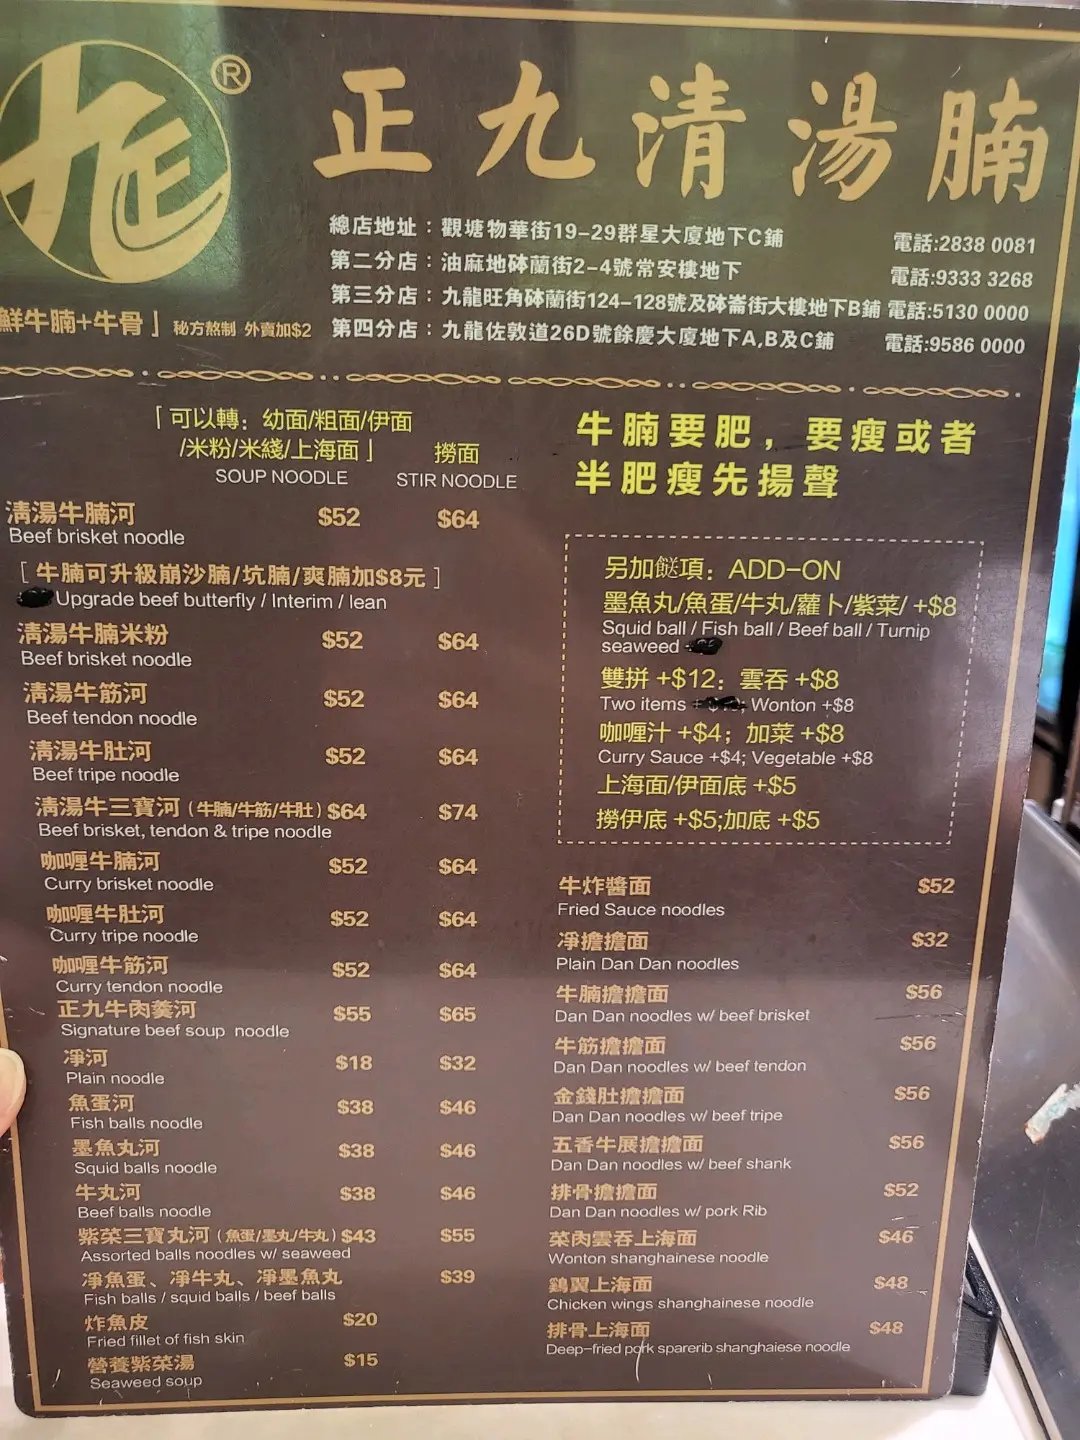 ®
正九清湯腩
總店地址：觀塘物華街19-29群星大廈地下C鋪 電話:2838 0081
第二分店：油麻地砵蘭街2-4號常安樓地下 電話:9333 3268
第三分店：九龍旺角砵蘭街124-128號及砵崙街大樓地下B鋪 電話:5130 0000
第四分店：九龍佐敦道26D號餘慶大廈地下A,B及C鋪 電話:9586 0000
鮮牛腩+牛骨」秘方熬制 外賣加$2
「可以轉：幼面/粗面/伊面
/米粉/米綫/上海面」 撈面
SOUP NOODLE STIR NOODLE
清湯牛腩河 $52 $64
Beef brisket noodle
[牛腩可升級崩沙腩/坑腩/爽腩加$8元]
Upgrade beef butterfly / Interim / lean
清湯牛腩米粉 $52 $64
Beef brisket noodle
清湯牛筋河 $52 $64
Beef tendon noodle
清湯牛肚河 $52 $64
Beef tripe noodle
清湯牛三寶河（牛腩/牛筋/牛肚）$64 $74
Beef brisket, tendon & tripe noodle
咖喱牛腩河 $52 $64
Curry brisket noodle
咖喱牛肚河 $52 $64
Curry tripe noodle
咖喱牛筋河 $52 $64
Curry tendon noodle
正九牛肉羹河 $55 $65
Signature beef soup noodle
凈河 $18 $32
Plain noodle
魚蛋河 $38 $46
Fish balls noodle
墨魚丸河 $38 $46
Squid balls noodle
牛丸河 $38 $46
Beef balls noodle
紫菜三寶丸河（魚蛋/墨丸/牛丸）$43 $55
Assorted balls noodles w/ seaweed
凈魚蛋、凈牛丸、凈墨魚丸 $39
Fish balls / squid balls / beef balls
炸魚皮 $20
Fried fillet of fish skin
營養紫菜湯 $15
Seaweed soup
牛腩要肥，要瘦或者
半肥瘦先揚聲
另加餸項：ADD-ON
墨魚丸/魚蛋/牛丸/蘿卜/紫菜/ +$8
Squid ball / Fish ball / Beef ball / Turnip
seaweed
雙拼 +$12；雲吞 +$8
Two items Wonton +$8
咖喱汁 +$4；加菜 +$8
Curry Sauce +$4; Vegetable +$8
上海面/伊面底 +$5
撈伊底 +$5;加底 +$5
牛炸醬面 $52
Fried Sauce noodles
凈擔擔面 $32
Plain Dan Dan noodles
牛腩擔擔面 $56
Dan Dan noodles w/ beef brisket
牛筋擔擔面 $56
Dan Dan noodles w/ beef tendon
金錢肚擔擔面 $56
Dan Dan noodles w/ beef tripe
五香牛展擔擔面 $56
Dan Dan noodles w/ beef shank
排骨擔擔面 $52
Dan Dan noodles w/ pork Rib
菜肉雲吞上海面 $46
Wonton shanghainese noodle
鷄翼上海面 $48
Chicken wings shanghainese noodle
排骨上海面 $48
Deep-fried pork sparerib shanghaiese noodle